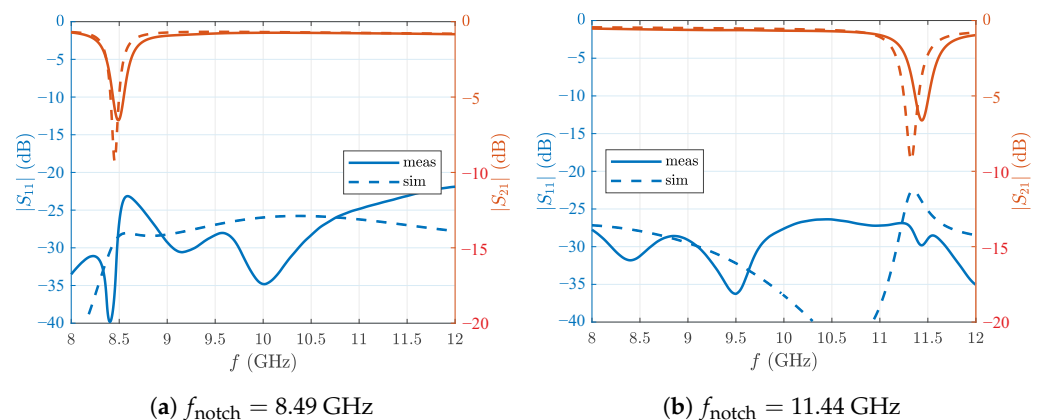 0
−5
−10
−15
−20
−25
−30
−35
−40
|S11| (dB)
0
−5
−10
−15
−20
|S21| (dB)
meas
sim
8 8.5 9 9.5 10 10.5 11 11.5 12
f (GHz)
(a) fnotch = 8.49 GHz
0
−5
−10
−15
−20
−25
−30
−35
−40
|S11| (dB)
0
−5
−10
−15
−20
|S21| (dB)
meas
sim
8 8.5 9 9.5 10 10.5 11 11.5 12
f (GHz)
(b) fnotch = 11.44 GHz